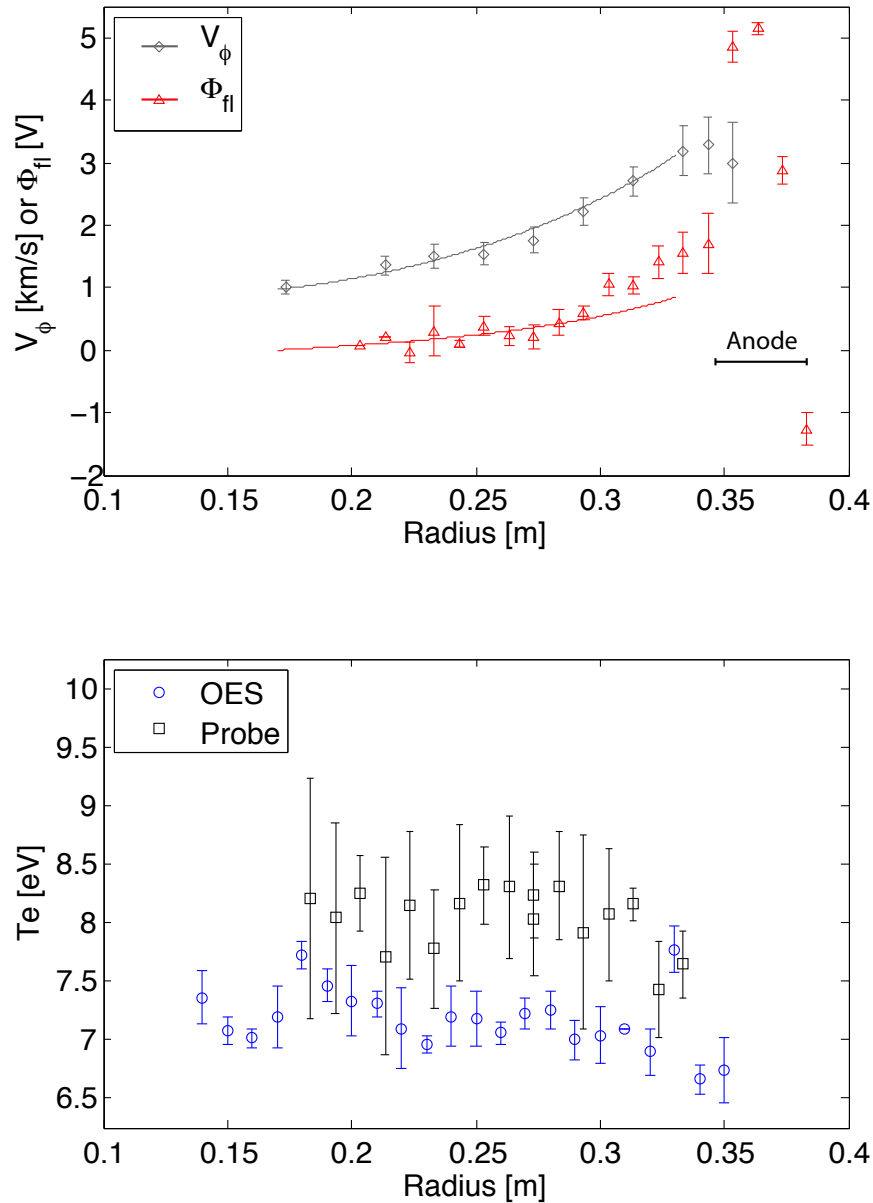 V_ϕ
Φ_fl
V_ϕ [km/s] or Φ_fl [V]
5
4
3
2
1
0
−1
−2
Anode
0.1 0.15 0.2 0.25 0.3 0.35 0.4
Radius [m]
OES
Probe
Te [eV]
10
9.5
9
8.5
8
7.5
7
6.5
0.1 0.15 0.2 0.25 0.3 0.35 0.4
Radius [m]